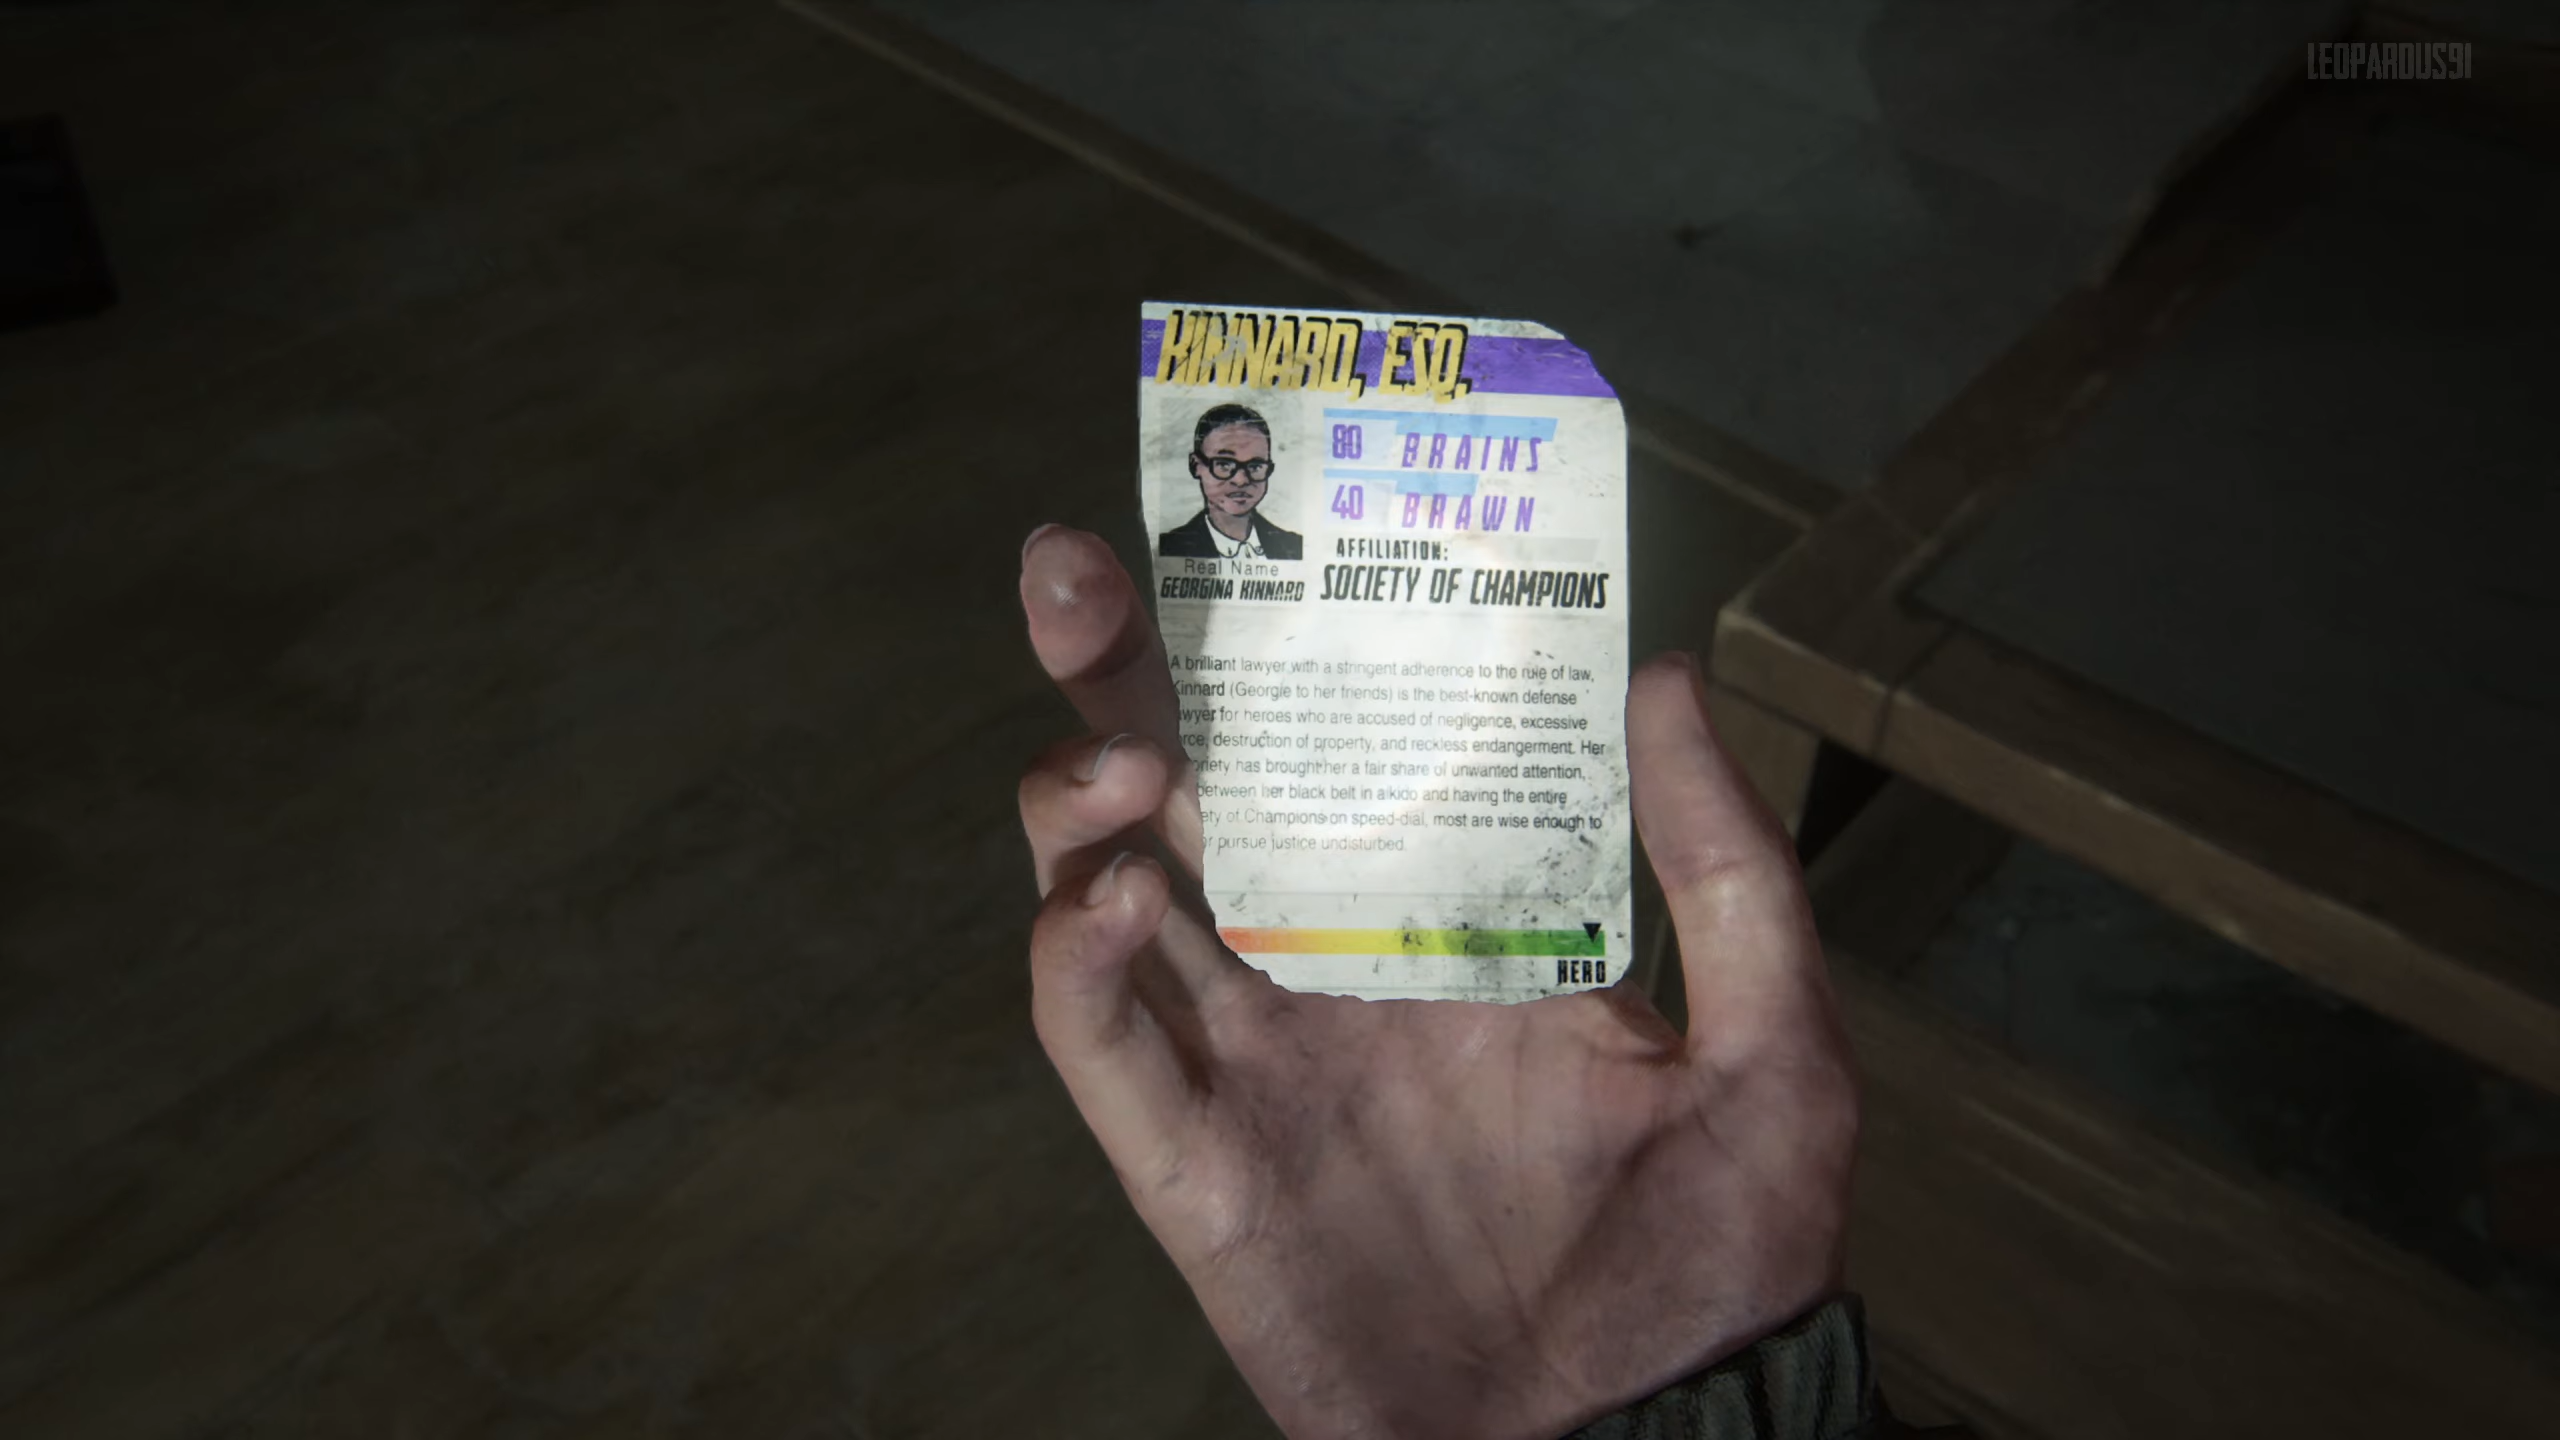 LEOPARDUS91
KINNARD, ESQ.
80 BRAINS
40 BRAWN
AFFILIATION:
SOCIETY OF CHAMPIONS
Real Name
GEORGINA KINNARD
A brilliant lawyer with a stringent adherence to the rule of law,
Kinnard (Georgie to her friends) is the best-known defense
for heroes who are accused of negligence, excessive
destruction of property, and reckless endangerment. Her
has brought her a fair share of unwanted attention,
between her black belt in aikido and having the entire
of Champions on speed-dial, most are wise enough to
pursue justice undisturbed.
HERO